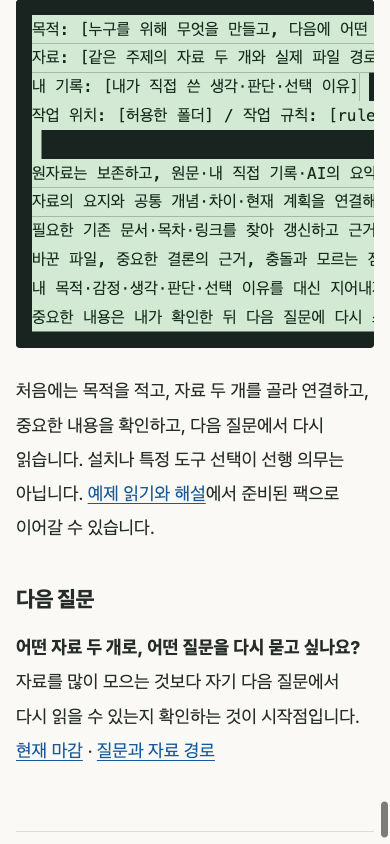 목적: [누구를 위해 무엇을 만들고, 다음에 어떤
자료: [같은 주제의 자료 두 개와 실제 파일 경로
내 기록: [내가 직접 쓴 생각·판단·선택 이유]
작업 위치: [허용한 폴더] / 작업 규칙: [rule
원자료는 보존하고, 원문·내 직접 기록·AI의 요약
자료의 요지와 공통 개념·차이·현재 계획을 연결해
필요한 기존 문서·목차·링크를 찾아 갱신하고 근거
바꾼 파일, 중요한 결론의 근거, 충돌과 모르는
내 목적·감정·생각·판단·선택 이유를 대신 지어내
중요한 내용은 내가 확인한 뒤 다음 질문에 다시
처음에는 목적을 적고, 자료 두 개를 골라 연결하고,
중요한 내용을 확인하고, 다음 질문에서 다시
읽습니다. 설치나 특정 도구 선택이 선행 의무는
아닙니다. 예제 읽기와 해설에서 준비된 팩으로
이어갈 수 있습니다.
다음 질문
어떤 자료 두 개로, 어떤 질문을 다시 묻고 싶나요?
자료를 많이 모으는 것보다 자기 다음 질문에서
다시 읽을 수 있는지 확인하는 것이 시작점입니다.
현재 마감 · 질문과 자료 경로